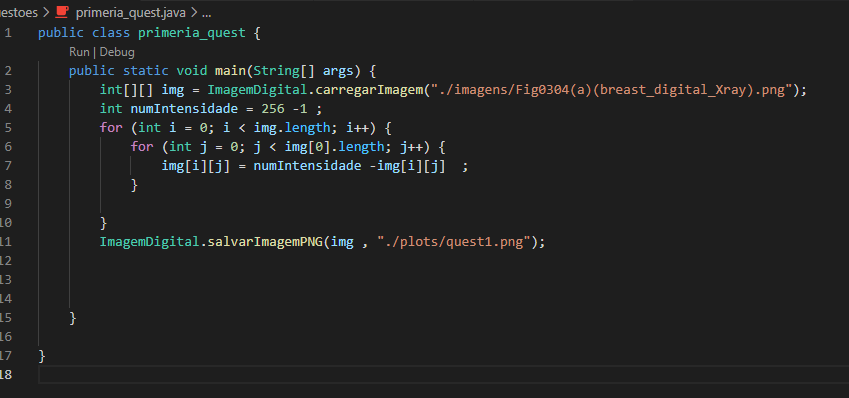 uestoes > primeria_quest.java > ...
1 public class primeria_quest {
Run | Debug
2 public static void main(String[] args) {
3 int[][] img = ImagemDigital.carregarImagem("./imagens/Fig0304(a)(breast_digital_Xray).png");
4 int numIntensidade = 256 -1 ;
5 for (int i = 0; i < img.length; i++) {
6 for (int j = 0; j < img[0].length; j++) {
7 img[i][j] = numIntensidade -img[i][j]  ;
8 }
9
10 }
11 ImagemDigital.salvarImagemPNG(img , "./plots/quest1.png");
12
13
14
15 }
16
17 }
18